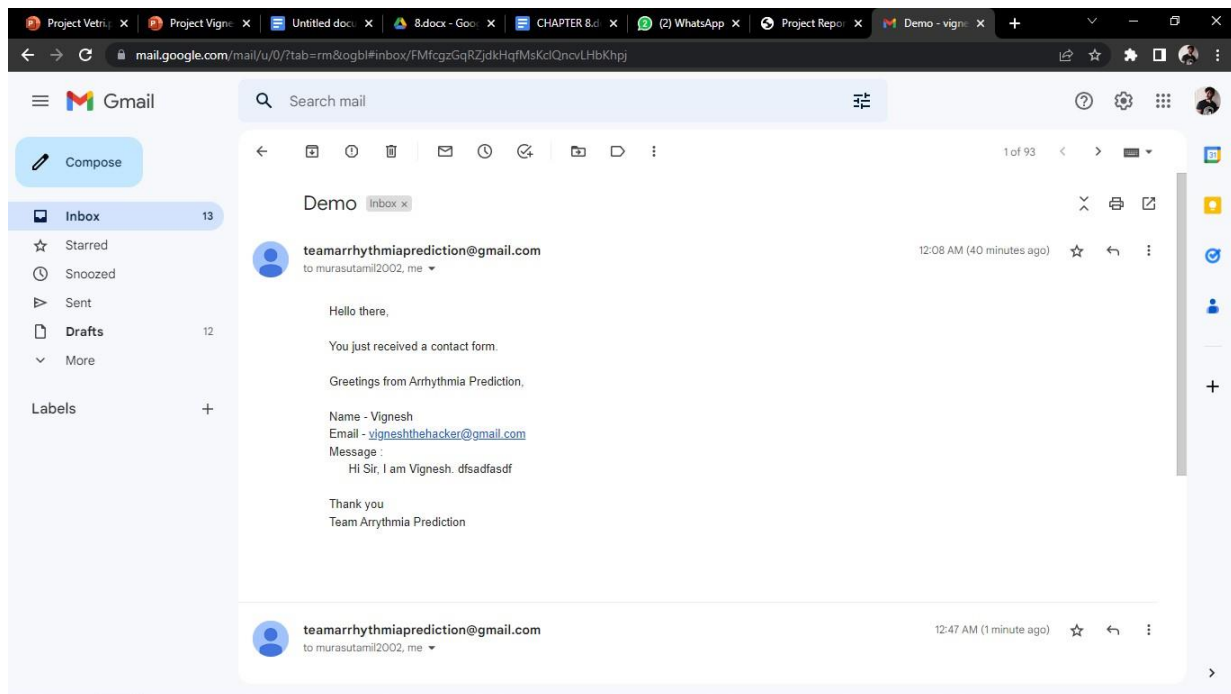 Project Vetri.p
Project Vigne
Untitled docu
8.docx - Goo
CHAPTER 8.d
(2) WhatsApp
Project Repor
Demo - vigne
mail.google.com/mail/u/0/?tab=rm&ogbl#inbox/FMfcgzGqRZjdkHqfMsKclQncvLHbKhpj
Gmail
Search mail
Compose
1 of 93
31
Inbox 13
Starred
Snoozed
Sent
Drafts 12
More
Labels
Demo Inbox x
teamarrhythmiaprediction@gmail.com 12:08 AM (40 minutes ago)
to murasutamil2002, me
Hello there,
You just received a contact form.
Greetings from Arrhythmia Prediction,
Name - Vignesh
Email - vigneshthehacker@gmail.com
Message :
Hi Sir, I am Vignesh. dfsadfasdf
Thank you
Team Arrythmia Prediction
teamarrhythmiaprediction@gmail.com 12:47 AM (1 minute ago)
to murasutamil2002, me